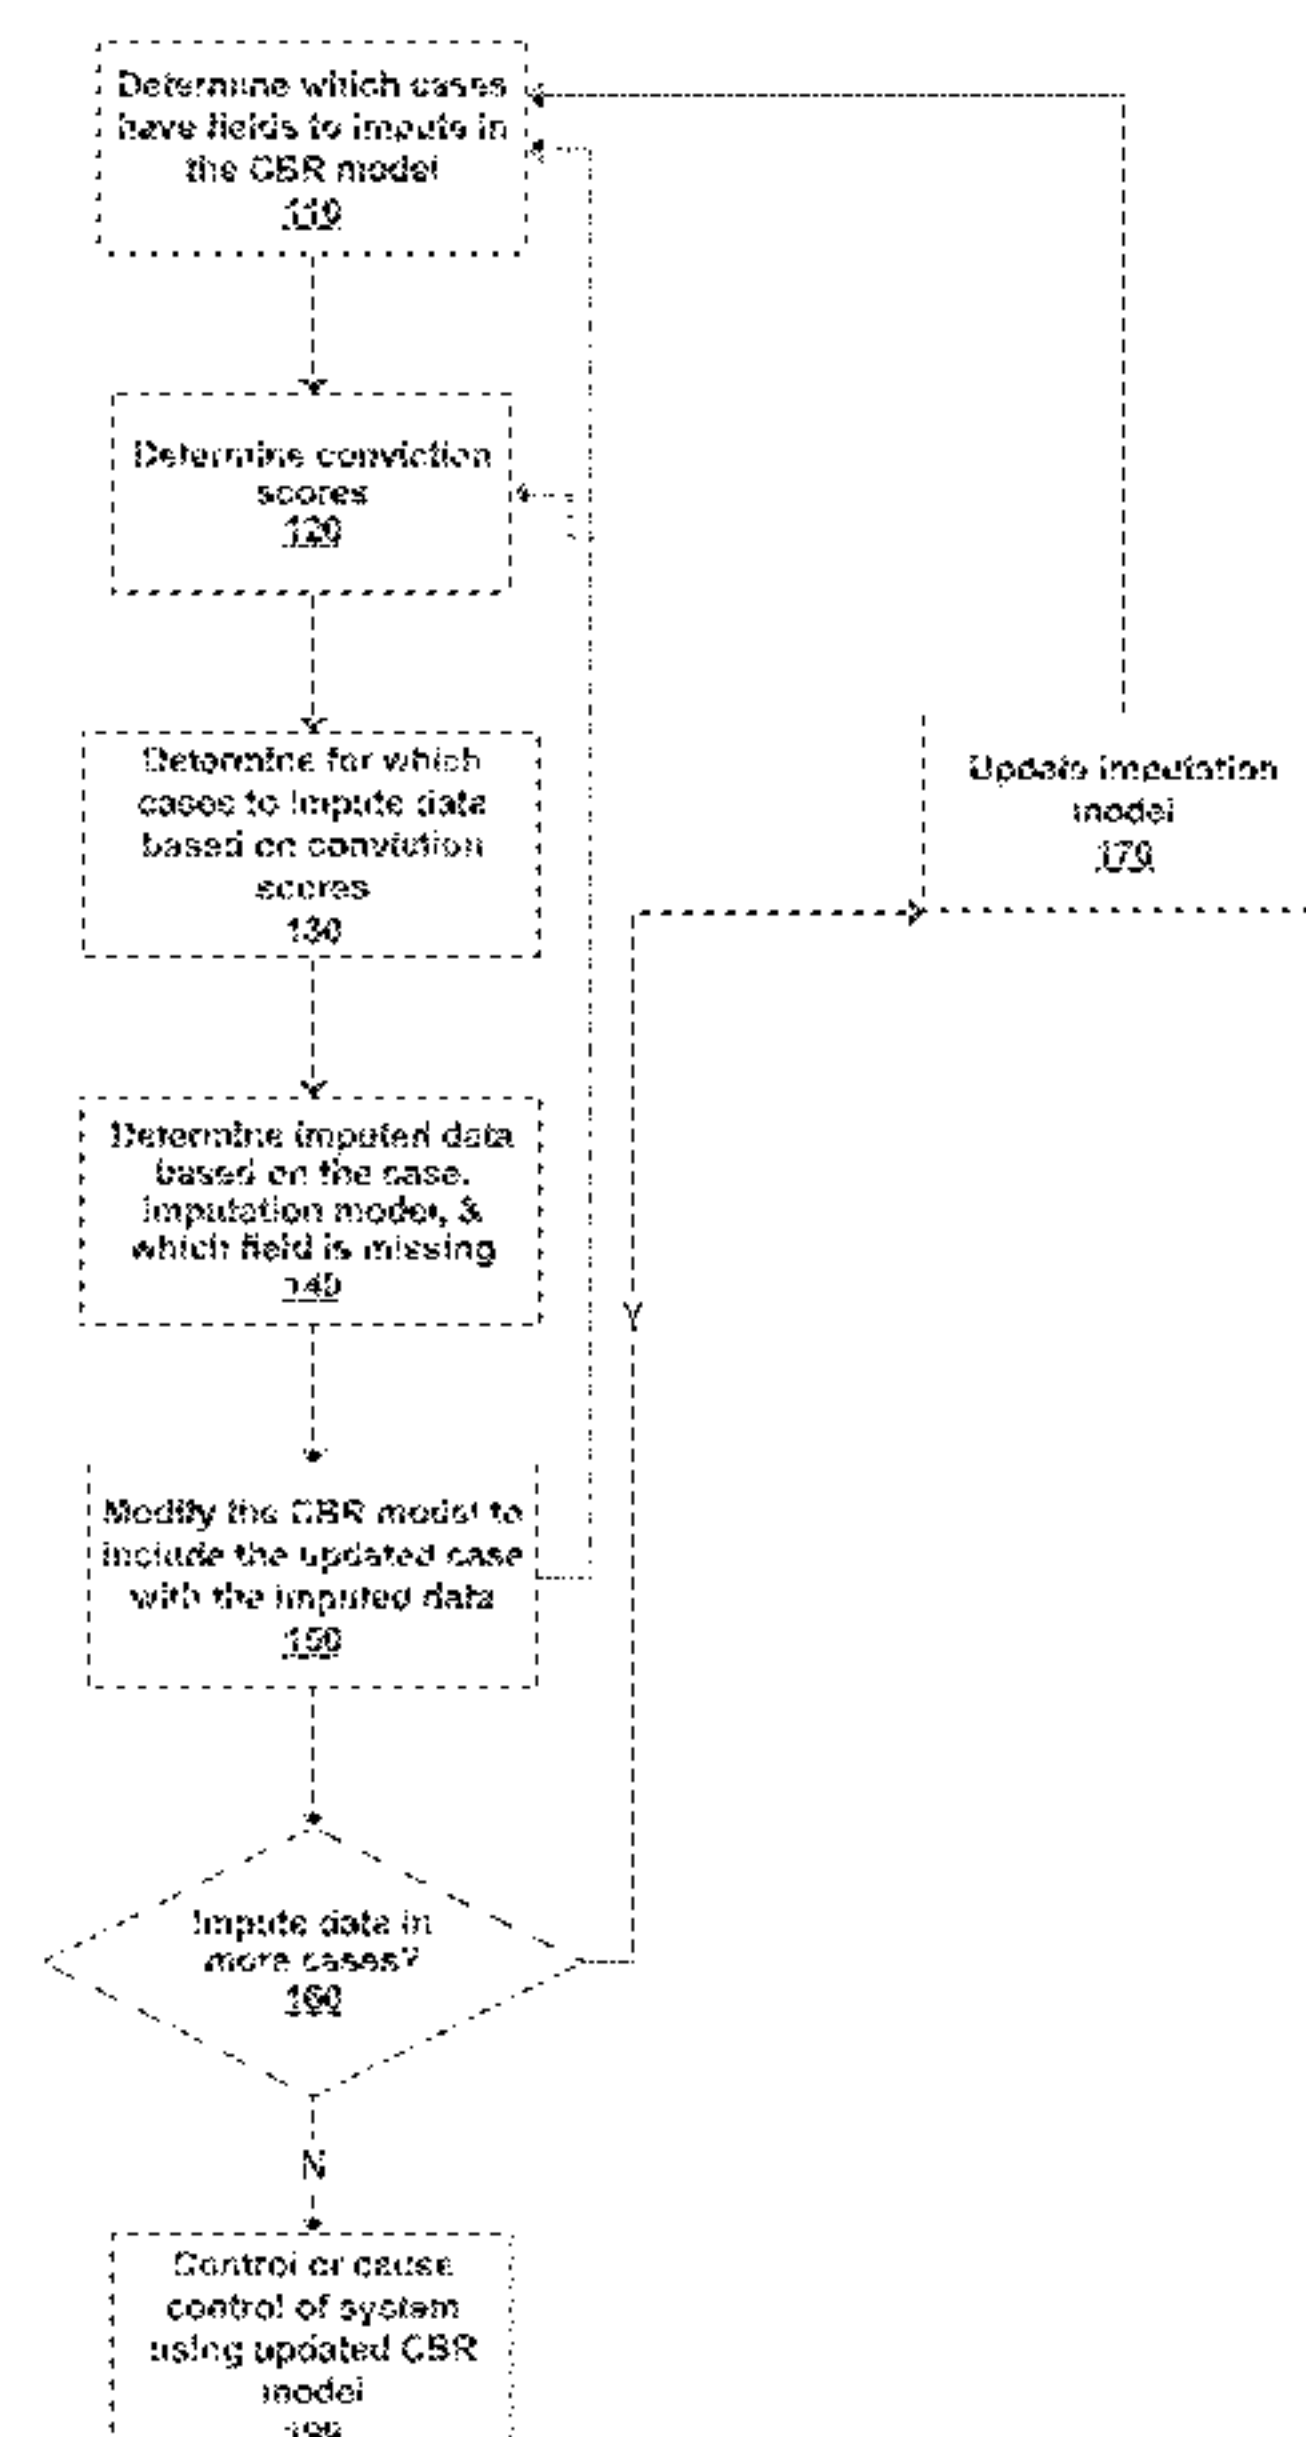 Determine which cases
have fields to impute in
the CBR model
110
Determine conviction
scores
120
Determine for which
cases to impute data
based on conviction
scores
130
Update imputation
model
170
Determine imputed data
based on the case,
imputation model, &
which field is missing
140
Y
Modify the CBR model to
include the updated case
with the imputed data
150
Impute data in
more cases?
160
N
Control or cause
control of system
using updated CBR
model